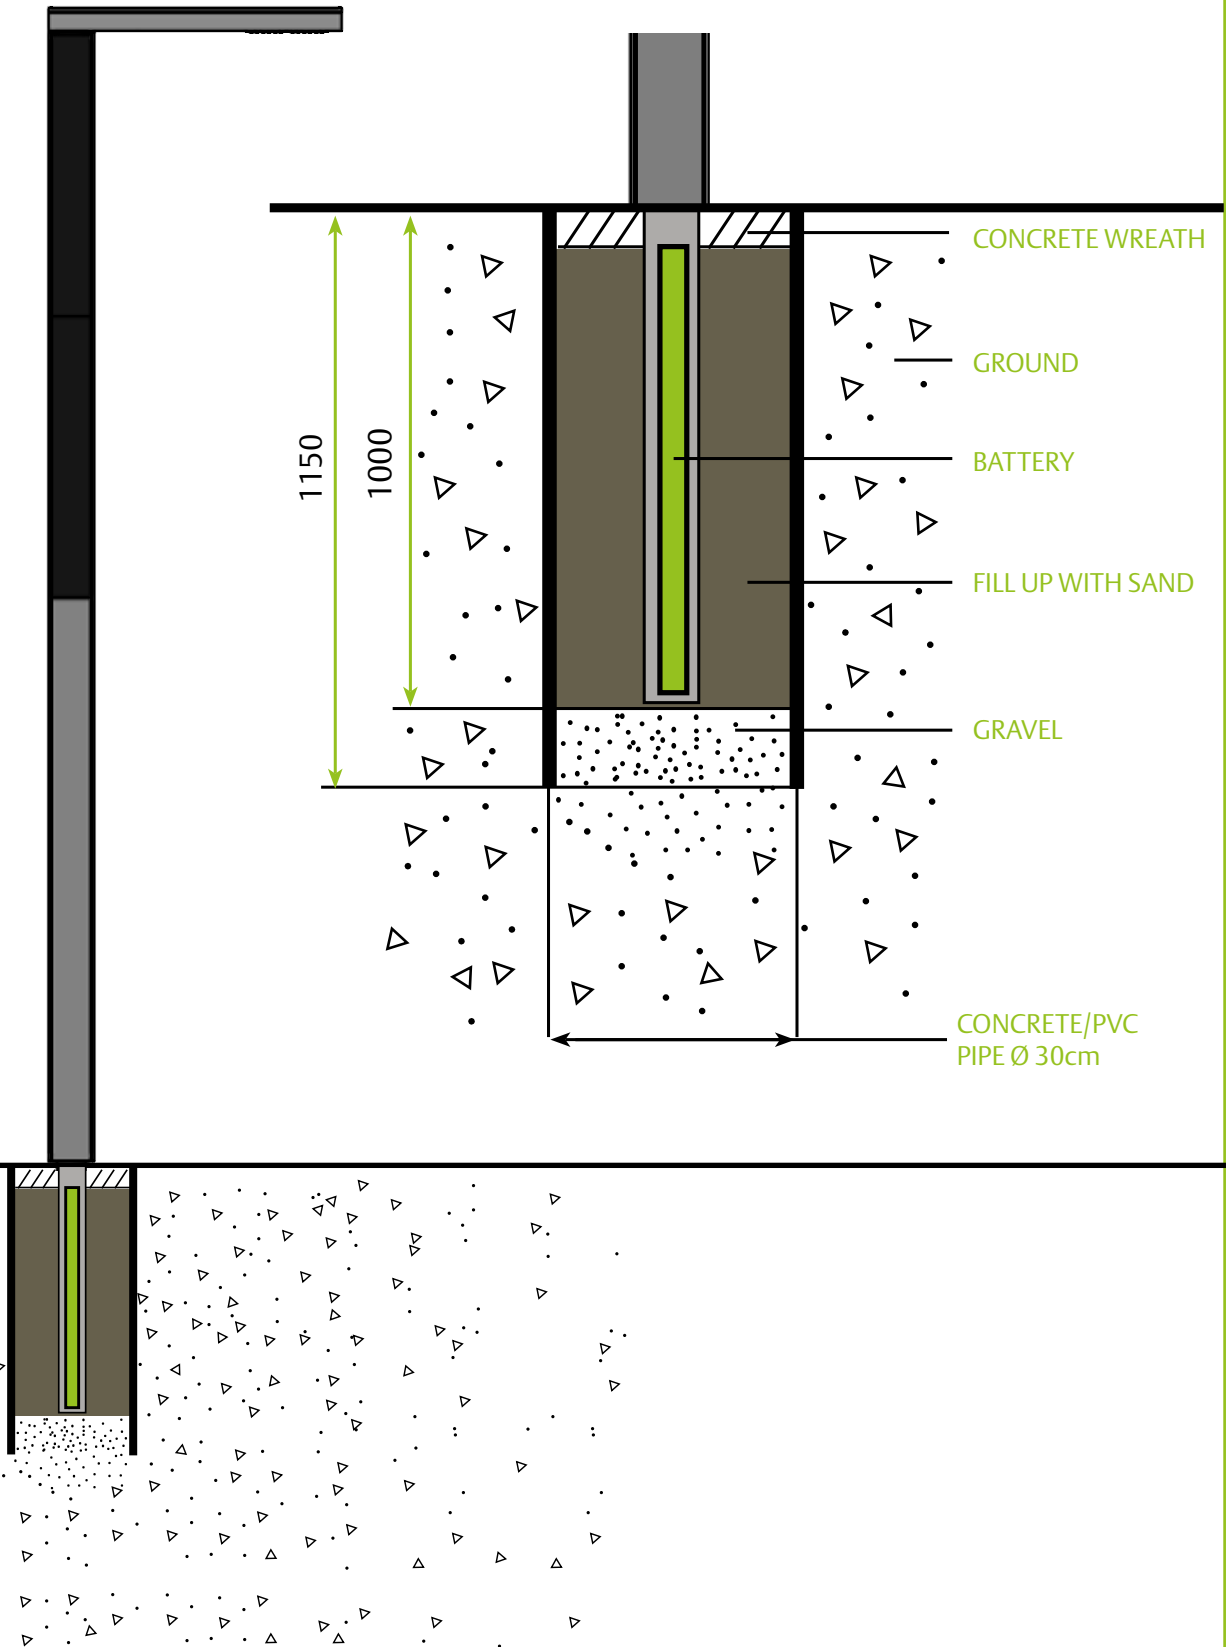 CONCRETE WREATH
GROUND
1150
1000
BATTERY
FILL UP WITH SAND
GRAVEL
CONCRETE/PVC
PIPE Ø 30cm